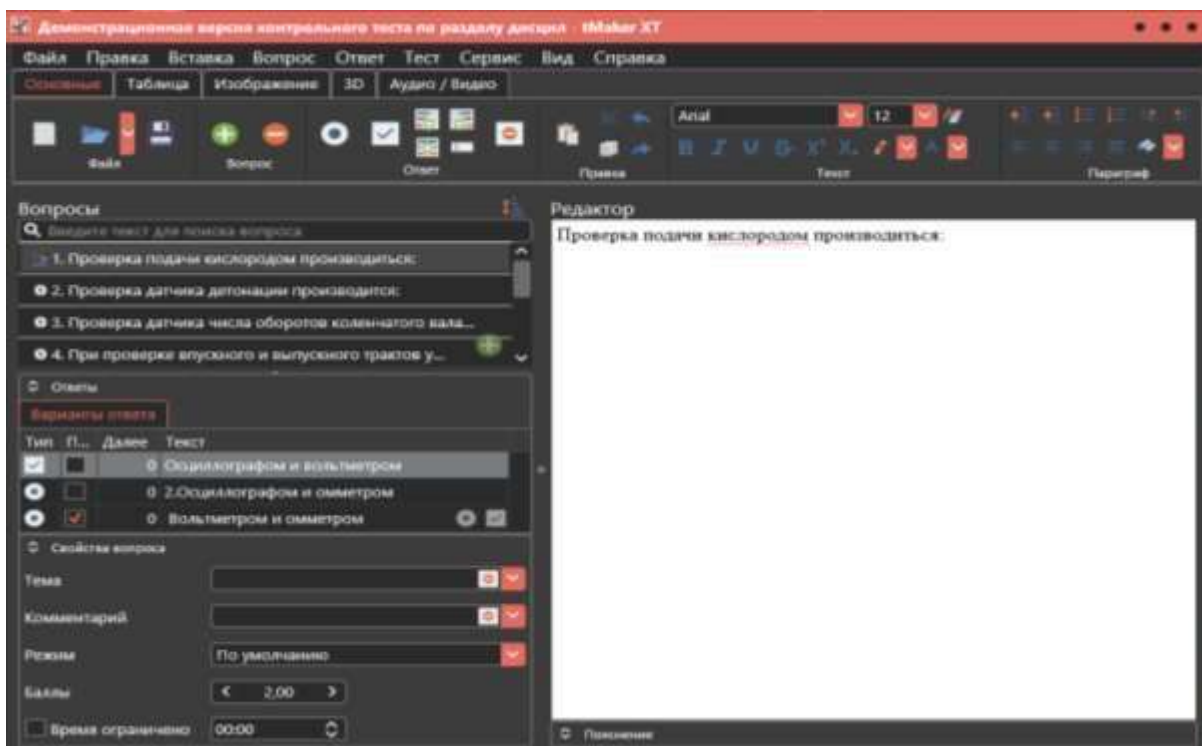 Демонстрационная версия контрольного теста по разделу дисцип - tMaker XT
Файл Правка Вставка Вопрос Ответ Тест Сервис Вид Справка
Основные Таблица Изображение 3D Аудио / Видео
Arial 12
Файл Вопрос Ответ Правка Текст Параграф
Вопросы
Введите текст для поиска вопроса
1. Проверка подачи кислородом производиться:
2. Проверка датчика детонации производится:
3. Проверка датчика числа оборотов коленчатого вала...
4. При проверке впускного и выпускного трактов у...
Ответы
Варианты ответа
Тип П... Далее Текст
0 Осциллографом и вольтметром
0 2.Осциллографом и омметром
0 Вольтметром и омметром
Свойства вопроса
Тема
Комментарий
Режим По умолчанию
Баллы 2,00
Время ограничено 00:00
Редактор
Проверка подачи кислородом производиться:
Пояснение